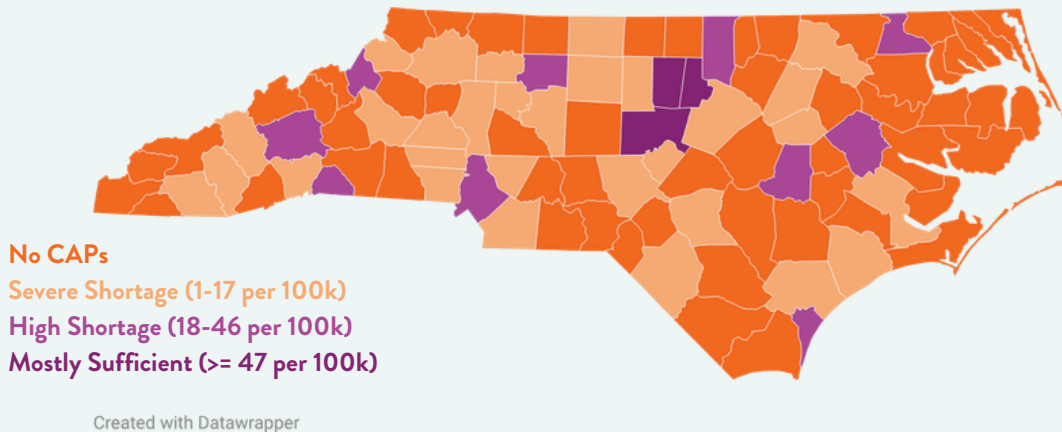 No CAPs
Severe Shortage (1-17 per 100k)
High Shortage (18-46 per 100k)
Mostly Sufficient (>= 47 per 100k)
Created with Datawrapper